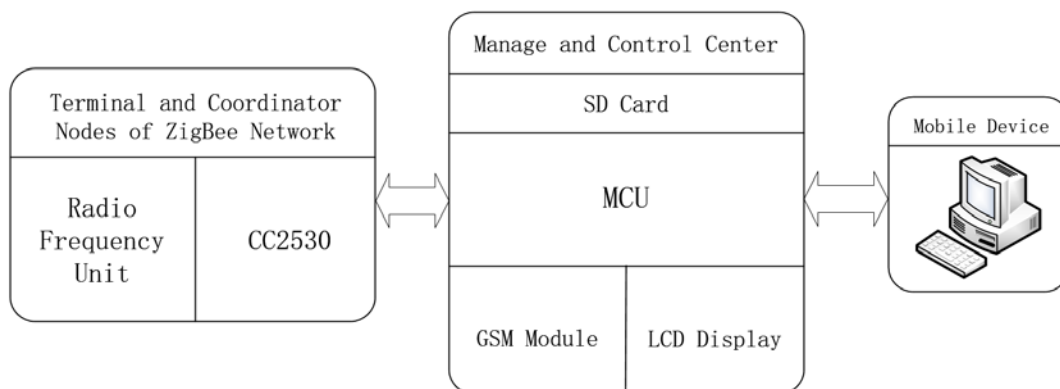 Terminal and Coordinator
Nodes of ZigBee Network
Radio
Frequency
Unit
CC2530
Manage and Control Center
SD Card
MCU
GSM Module
LCD Display
Mobile Device